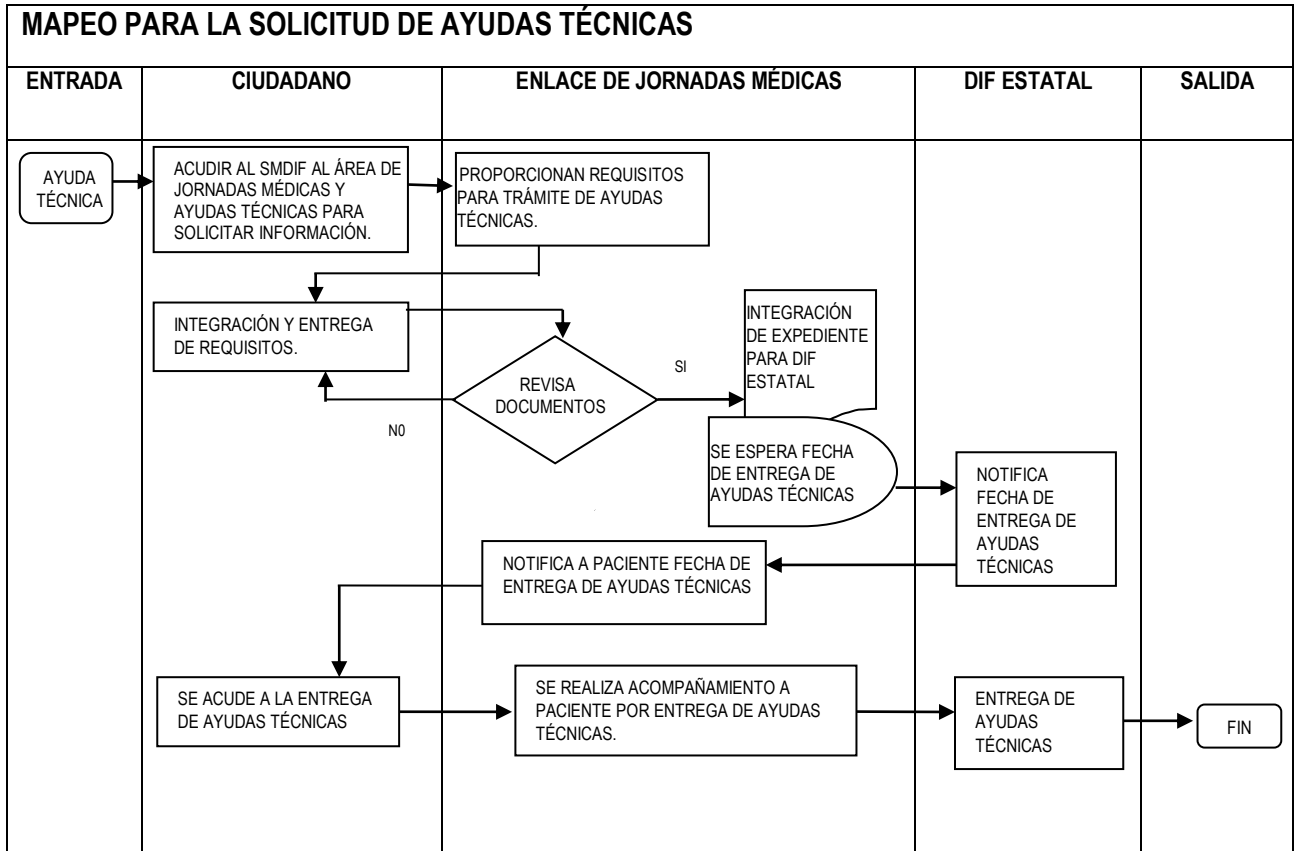 MAPEO PARA LA SOLICITUD DE AYUDAS TÉCNICAS
ENTRADA
CIUDADANO
ENLACE DE JORNADAS MÉDICAS
DIF ESTATAL
SALIDA
AYUDA
TÉCNICA
ACUDIR AL SMDIF AL ÁREA DE
JORNADAS MÉDICAS Y
AYUDAS TÉCNICAS PARA
SOLICITAR INFORMACIÓN.
PROPORCIONAN REQUISITOS
PARA TRÁMITE DE AYUDAS
TÉCNICAS.
INTEGRACIÓN Y ENTREGA
DE REQUISITOS.
REVISA
DOCUMENTOS
SI
N0
INTEGRACIÓN
DE EXPEDIENTE
PARA DIF
ESTATAL
SE ESPERA FECHA
DE ENTREGA DE
AYUDAS TÉCNICAS
NOTIFICA
FECHA DE
ENTREGA DE
AYUDAS
TÉCNICAS
NOTIFICA A PACIENTE FECHA DE
ENTREGA DE AYUDAS TÉCNICAS
SE ACUDE A LA ENTREGA
DE AYUDAS TÉCNICAS
SE REALIZA ACOMPAÑAMIENTO A
PACIENTE POR ENTREGA DE AYUDAS
TÉCNICAS.
ENTREGA DE
AYUDAS
TÉCNICAS
FIN